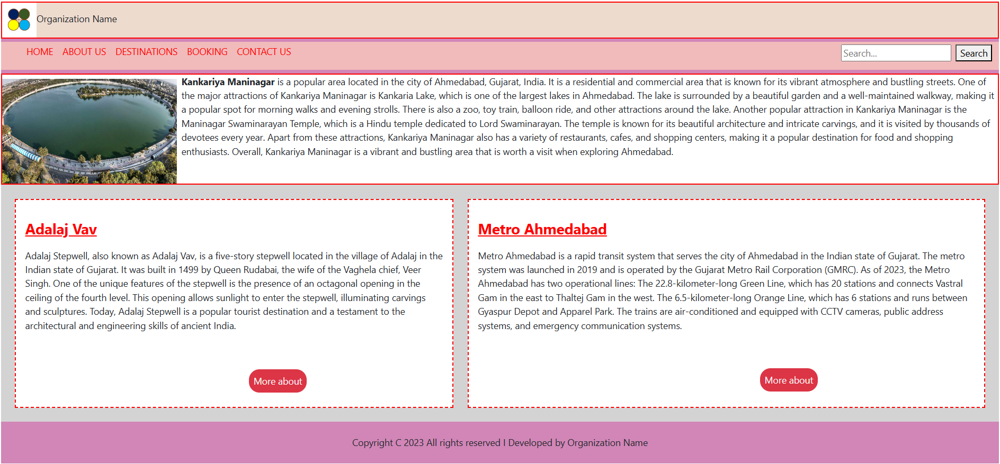 Organization Name
HOME ABOUT US DESTINATIONS BOOKING CONTACT US Search... Search
Kankariya Maninagar is a popular area located in the city of Ahmedabad, Gujarat, India. It is a residential and commercial area that is known for its vibrant atmosphere and bustling streets. One of
the major attractions of Kankariya Maninagar is Kankaria Lake, which is one of the largest lakes in Ahmedabad. The lake is surrounded by a beautiful garden and a well-maintained walkway, making it
a popular spot for morning walks and evening strolls. There is also a zoo, toy train, balloon ride, and other attractions around the lake. Another popular attraction in Kankariya Maninagar is the
Maninagar Swaminarayan Temple, which is a Hindu temple dedicated to Lord Swaminarayan. The temple is known for its beautiful architecture and intricate carvings, and it is visited by thousands of
devotees every year. Apart from these attractions, Kankariya Maninagar also has a variety of restaurants, cafes, and shopping centers, making it a popular destination for food and shopping
enthusiasts. Overall, Kankariya Maninagar is a vibrant and bustling area that is worth a visit when exploring Ahmedabad.
Adalaj Vav
Adalaj Stepwell, also known as Adalaj Vav, is a five-story stepwell located in the village of Adalaj in the
Indian state of Gujarat. It was built in 1499 by Queen Rudabai, the wife of the Vaghela chief, Veer
Singh. One of the unique features of the stepwell is the presence of an octagonal opening in the
ceiling of the fourth level. This opening allows sunlight to enter the stepwell, illuminating carvings
and sculptures. Today, Adalaj Stepwell is a popular tourist destination and a testament to the
architectural and engineering skills of ancient India.
More about
Metro Ahmedabad
Metro Ahmedabad is a rapid transit system that serves the city of Ahmedabad in the Indian state of Gujarat. The metro
system was launched in 2019 and is operated by the Gujarat Metro Rail Corporation (GMRC). As of 2023, the Metro
Ahmedabad has two operational lines: The 22.8-kilometer-long Green Line, which has 20 stations and connects Vastral
Gam in the east to Thaltej Gam in the west. The 6.5-kilometer-long Orange Line, which has 6 stations and runs between
Gyaspur Depot and Apparel Park. The trains are air-conditioned and equipped with CCTV cameras, public address
systems, and emergency communication systems.
More about
Copyright C 2023 All rights reserved I Developed by Organization Name